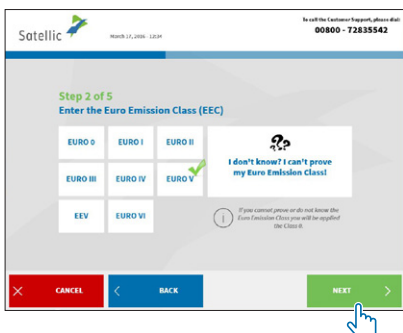 Satellic
March 17, 2016 - 12:34
To call the Customer Support, please dial:
00800 - 72835542
Step 2 of 5
Enter the Euro Emission Class (EEC)
EURO 0
EURO I
EURO II
EURO III
EURO IV
EURO V
EEV
EURO VI
??
I don't know? I can't prove
my Euro Emission Class!
i
If you cannot prove or do not know the
Euro Emission Class you will be applied
the Class 0.
CANCEL
BACK
NEXT